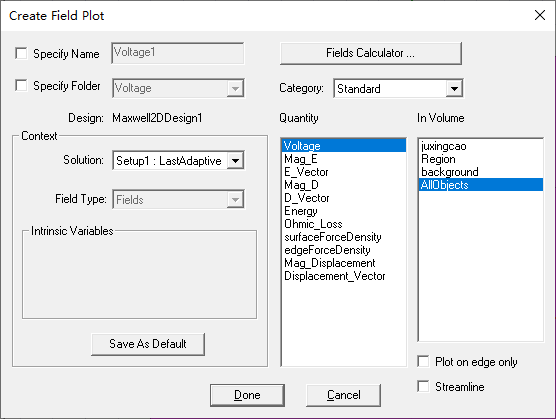 Create Field Plot
Specify Name
Voltage1
Fields Calculator ...
Specify Folder
Voltage
Category:
Standard
Design:
Maxwell2DDesign1
Quantity
In Volume
Context
Solution:
Setup1 : LastAdaptive
Field Type:
Fields
Intrinsic Variables
Save As Default
Voltage
Mag_E
E_Vector
Mag_D
D_Vector
Energy
Ohmic_Loss
surfaceForceDensity
edgeForceDensity
Mag_Displacement
Displacement_Vector
juxingcao
Region
background
AllObjects
Plot on edge only
Streamline
Done
Cancel